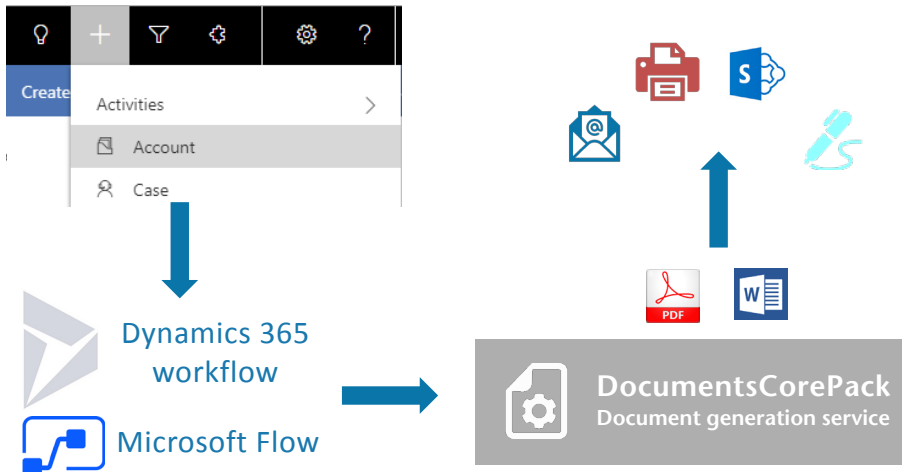 Create
Activities
Account
Case
Dynamics 365
workflow
Microsoft Flow
@
S
PDF
W
DocumentsCorePack
Document generation service